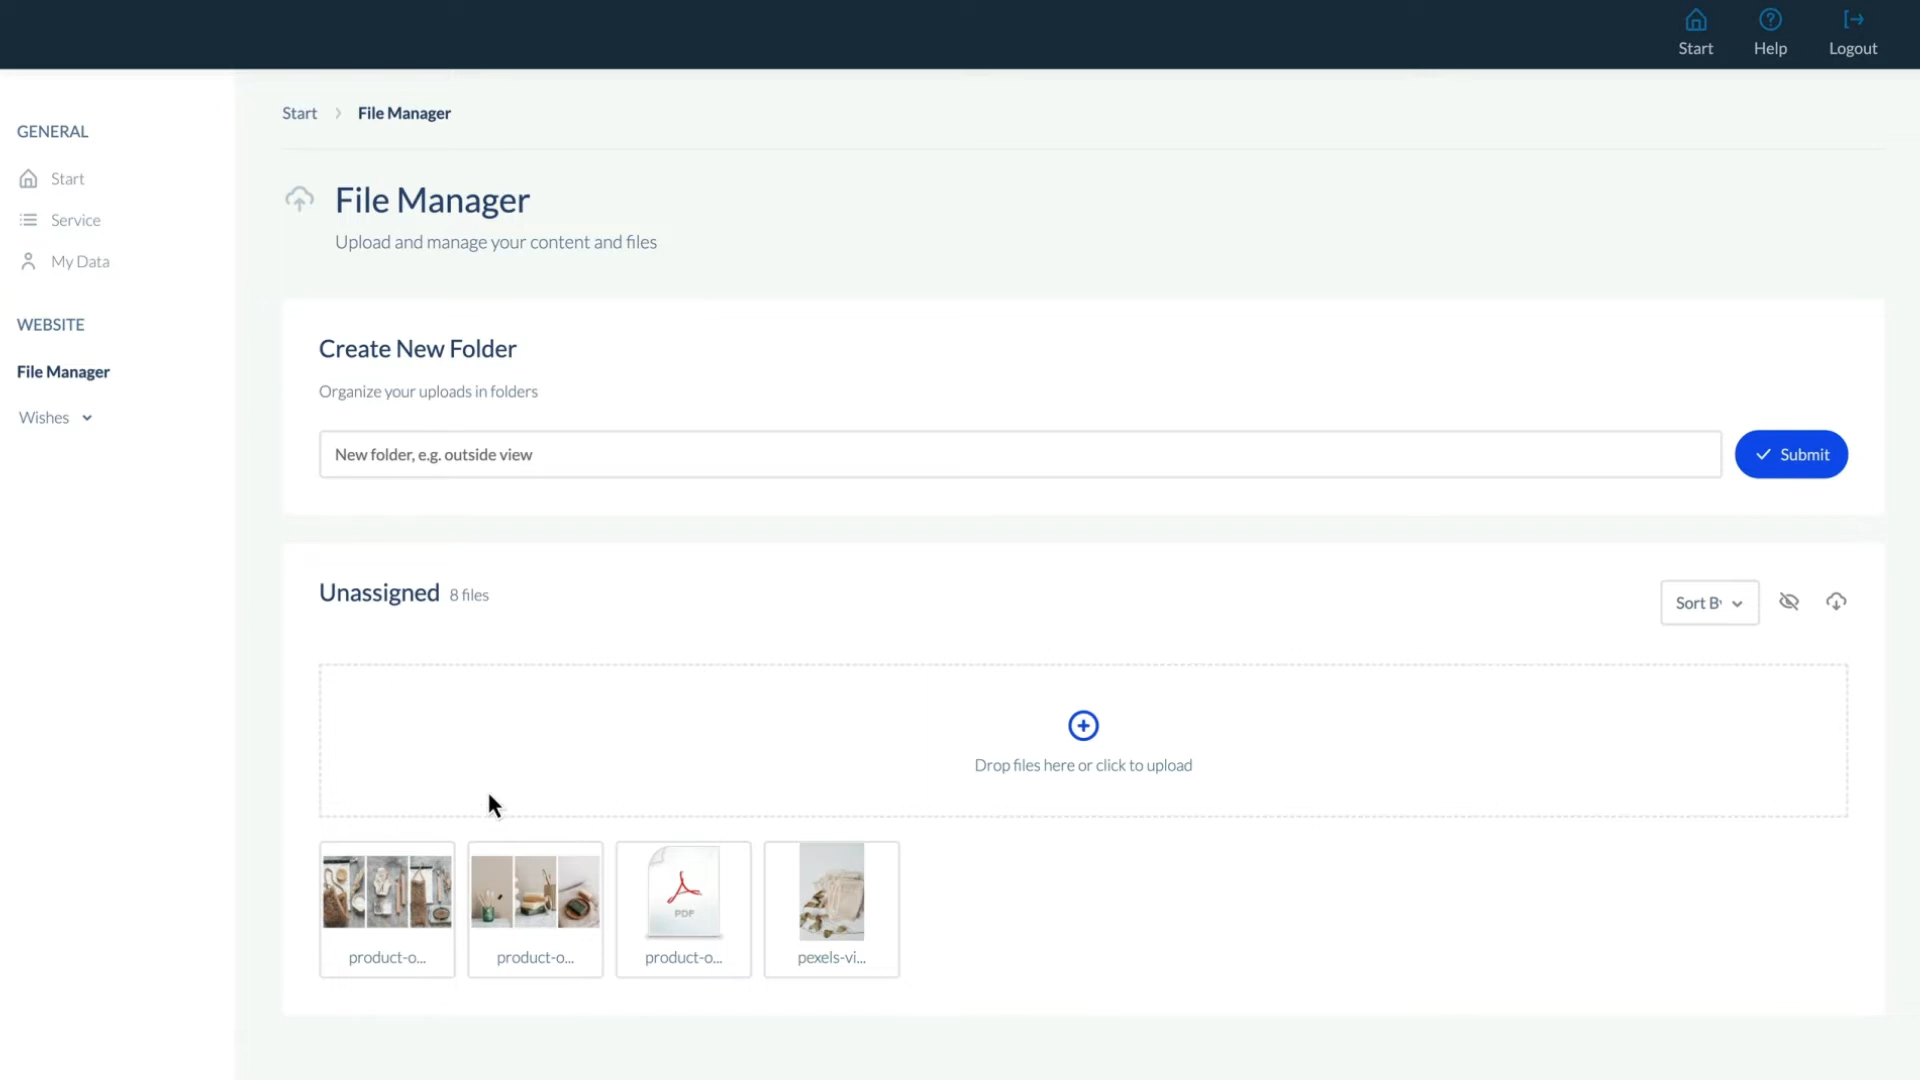 Start
Help
Logout
GENERAL
Start
Service
My Data
WEBSITE
File Manager
Wishes
Start
File Manager
File Manager
Upload and manage your content and files
Create New Folder
Organize your uploads in folders
New folder, e.g. outside view
Submit
Unassigned 8 files
Sort B
Drop files here or click to upload
PDF
product-o...
product-o...
product-o...
pexels-vi...